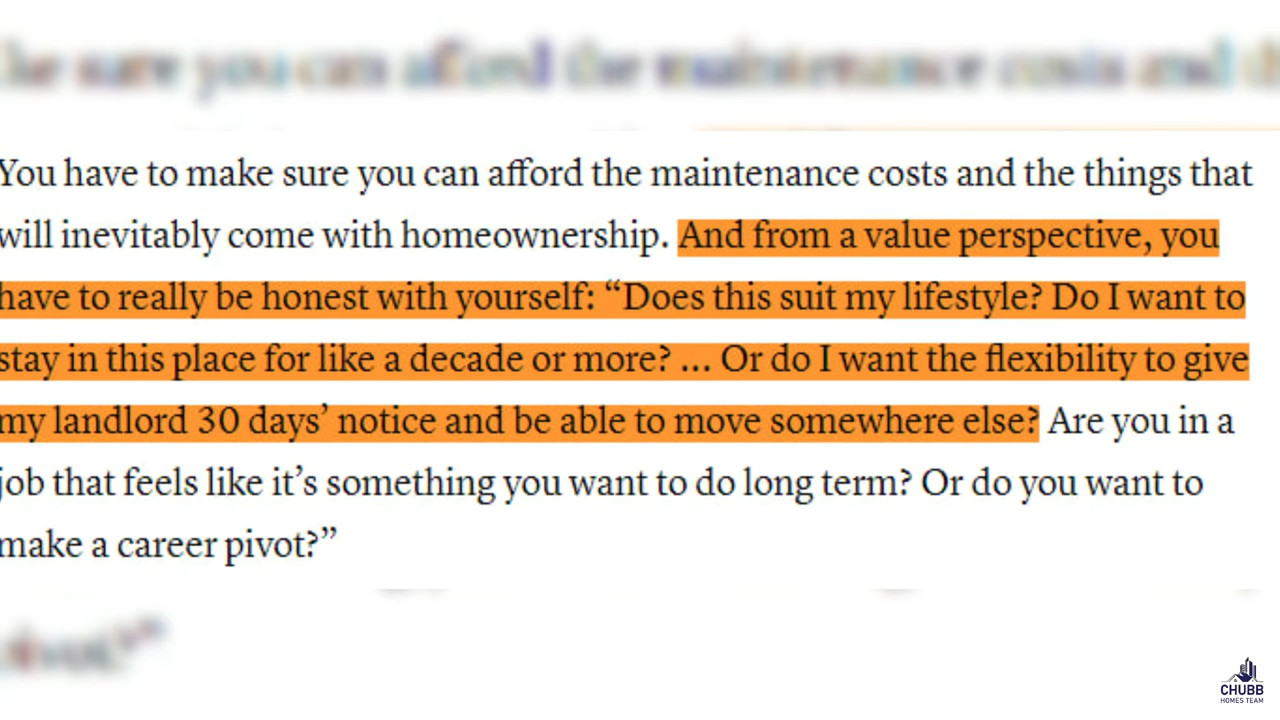 You have to make sure you can afford the maintenance costs and the things that
will inevitably come with homeownership. And from a value perspective, you
have to really be honest with yourself: “Does this suit my lifestyle? Do I want to
stay in this place for like a decade or more? ... Or do I want the flexibility to give
my landlord 30 days’ notice and be able to move somewhere else? Are you in a
job that feels like it’s something you want to do long term? Or do you want to
make a career pivot?”
CHUBB
HOMES TEAM